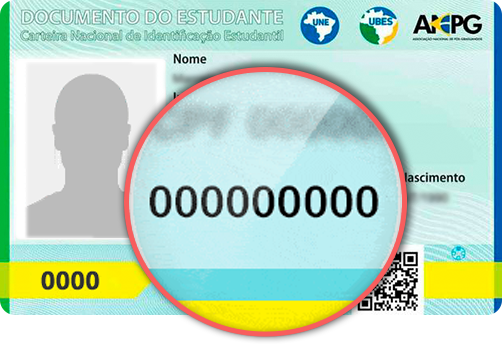 DOCUMENTO DO ESTUDANTE
Carteira Nacional de Identificação Estudantil
UNE
UBES
ANPG
ASSOCIAÇÃO NACIONAL DE PÓS-GRADUANDOS
Nome
000000000
Nascimento
0000